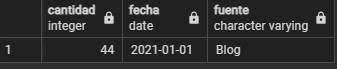 cantidad fecha fuente
integer date character varying
1 44 2021-01-01 Blog